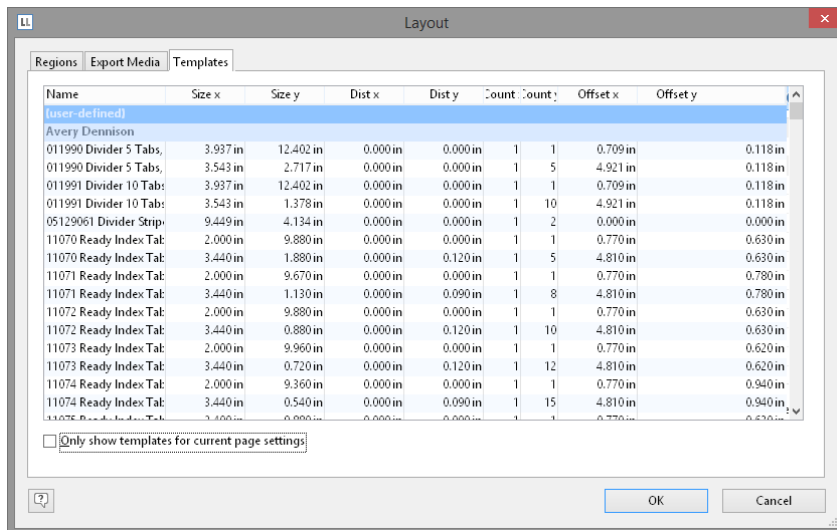 LL Layout
Regions Export Media Templates
Name Size x Size y Dist x Dist y Count Count y Offset x Offset y
(user-defined)
Avery Dennison
011990 Divider 5 Tabs, 3.937 in 12.402 in 0.000 in 0.000 in 1 1 0.709 in 0.118 in
011990 Divider 5 Tabs, 3.543 in 2.717 in 0.000 in 0.000 in 1 5 4.921 in 0.118 in
011991 Divider 10 Tabs 3.937 in 12.402 in 0.000 in 0.000 in 1 1 0.709 in 0.118 in
011991 Divider 10 Tabs 3.543 in 1.378 in 0.000 in 0.000 in 1 10 4.921 in 0.118 in
05129061 Divider Strip 9.449 in 4.134 in 0.000 in 0.000 in 1 2 0.000 in 0.000 in
11070 Ready Index Tab 2.000 in 9.880 in 0.000 in 0.000 in 1 1 0.770 in 0.630 in
11070 Ready Index Tab 3.440 in 1.880 in 0.000 in 0.120 in 1 5 4.810 in 0.630 in
11071 Ready Index Tab 2.000 in 9.670 in 0.000 in 0.000 in 1 1 0.770 in 0.780 in
11071 Ready Index Tab 3.440 in 1.130 in 0.000 in 0.090 in 1 8 4.810 in 0.780 in
11072 Ready Index Tab 2.000 in 9.880 in 0.000 in 0.000 in 1 1 0.770 in 0.630 in
11072 Ready Index Tab 3.440 in 0.880 in 0.000 in 0.120 in 1 10 4.810 in 0.630 in
11073 Ready Index Tab 2.000 in 9.960 in 0.000 in 0.000 in 1 1 0.770 in 0.620 in
11073 Ready Index Tab 3.440 in 0.720 in 0.000 in 0.120 in 1 12 4.810 in 0.620 in
11074 Ready Index Tab 2.000 in 9.360 in 0.000 in 0.000 in 1 1 0.770 in 0.940 in
11074 Ready Index Tab 3.440 in 0.540 in 0.000 in 0.090 in 1 15 4.810 in 0.940 in
Only show templates for current page settings
OK Cancel